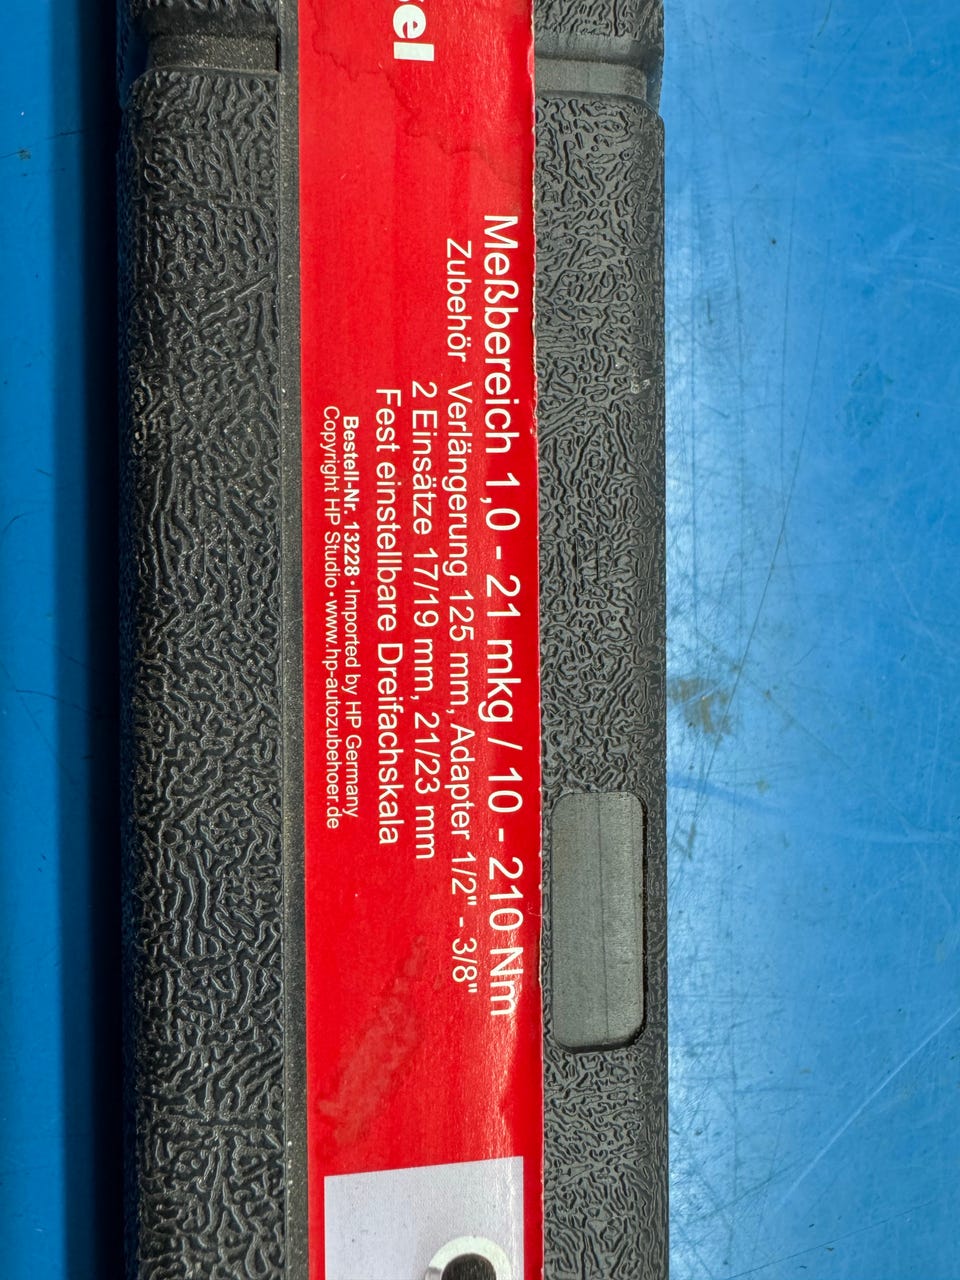 Meßbereich 1,0 - 21 mkg / 10 - 210 Nm
Zubehör Verlängerung 125 mm, Adapter 1/2" - 3/8"
2 Einsätze 17/19 mm, 21/23 mm
Fest einstellbare Dreifachskala
Bestell-Nr. 13228 • Imported by HP Germany
Copyright HP Studio • www.hp-autozubehoer.de